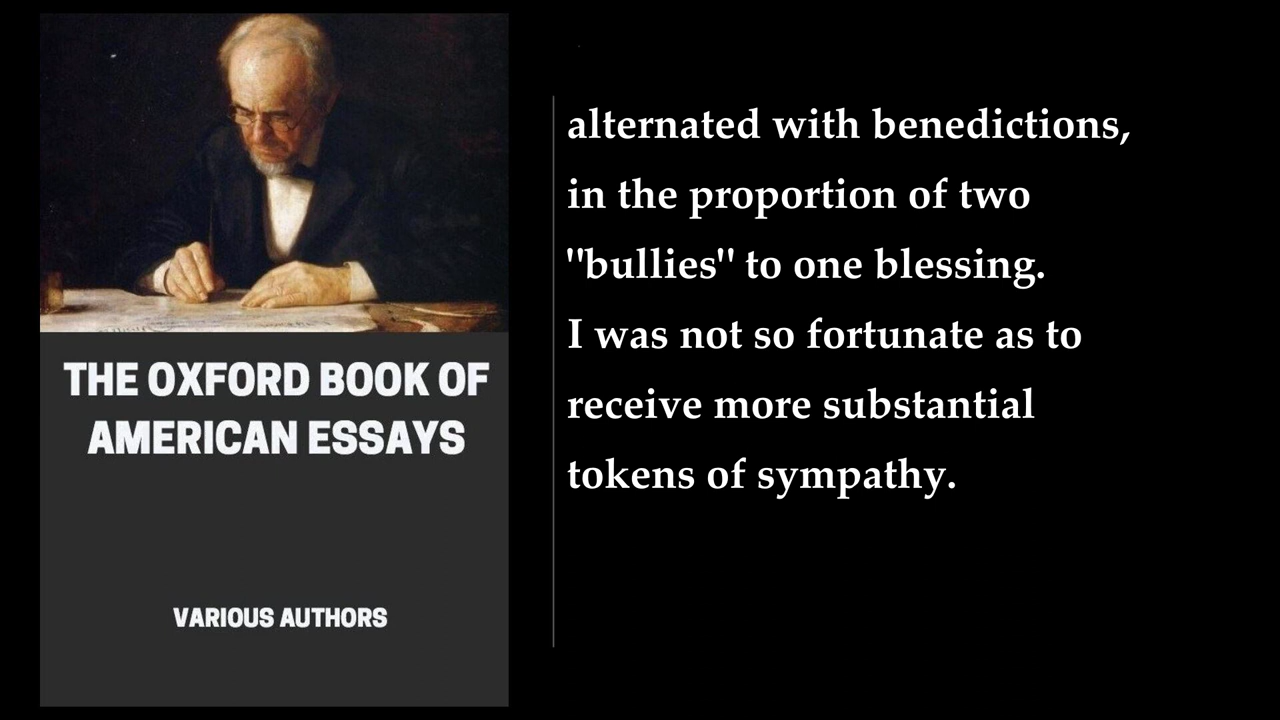 THE OXFORD BOOK OF
AMERICAN ESSAYS
VARIOUS AUTHORS
alternated with benedictions,
in the proportion of two
"bullies" to one blessing.
I was not so fortunate as to
receive more substantial
tokens of sympathy.